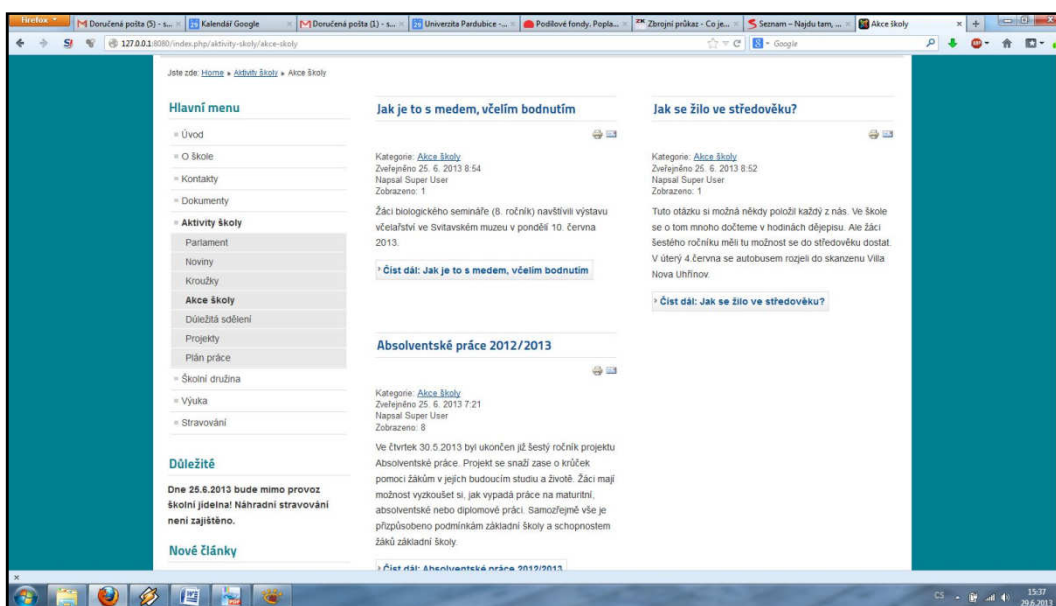 Firefox
Doručená pošta (5) - s...
Kalendář Google
Doručená pošta (1) - s...
Univerzita Pardubice -...
Podílové fondy. Popla...
Zbrojní průkaz - Co je...
Seznam – Najdu tam, ...
Akce školy
127.0.0.1:8080/index.php/aktivity-skoly/akce-skoly
Google
Jste zde: Home Aktivity školy Akce školy
Hlavní menu
Úvod
O škole
Kontakty
Dokumenty
Aktivity školy
Parlament
Noviny
Kroužky
Akce školy
Důležitá sdělení
Projekty
Plán práce
Školní družina
Výuka
Stravování
Důležité
Dne 25.6.2013 bude mimo provoz
školní jídelna! Náhradní stravování
není zajištěno.
Nové články
Jak je to s medem, včelím bodnutím
Kategorie: Akce školy
Zveřejněno 25. 6. 2013 8:54
Napsal Super User
Zobrazeno: 1
Žáci biologického semináře (8. ročník) navštívili výstavu
včelařství ve Svitavském muzeu v pondělí 10. června
2013.
Číst dál: Jak je to s medem, včelím bodnutím
Jak se žilo ve středověku?
Kategorie: Akce školy
Zveřejněno 25. 6. 2013 8:52
Napsal Super User
Zobrazeno: 1
Tuto otázku si možná někdy položil každý z nás. Ve škole
se o tom mnoho dočteme v hodinách dějepisu. Ale žáci
šestého ročníku měli tu možnost se do středověku dostat.
V úterý 4.června se autobusem rozjeli do skanzenu Villa
Nova Uhřínov.
Číst dál: Jak se žilo ve středověku?
Absolventské práce 2012/2013
Kategorie: Akce školy
Zveřejněno 25. 6. 2013 7:21
Napsal Super User
Zobrazeno: 8
Ve čtvrtek 30.5.2013 byl ukončen již šestý ročník projektu
Absolventské práce. Projekt se snaží zase o krůček
pomoci žákům v jejich budoucím studiu a životě. Žáci mají
možnost vyzkoušet si, jak vypadá práce na maturitní,
absolventské nebo diplomové práci. Samozřejmě vše je
přizpůsobeno podmínkám základní školy a schopnostem
žáků základní školy.
Číst dál: Absolventské práce 2012/2013
CS
15:37
29.6.2013